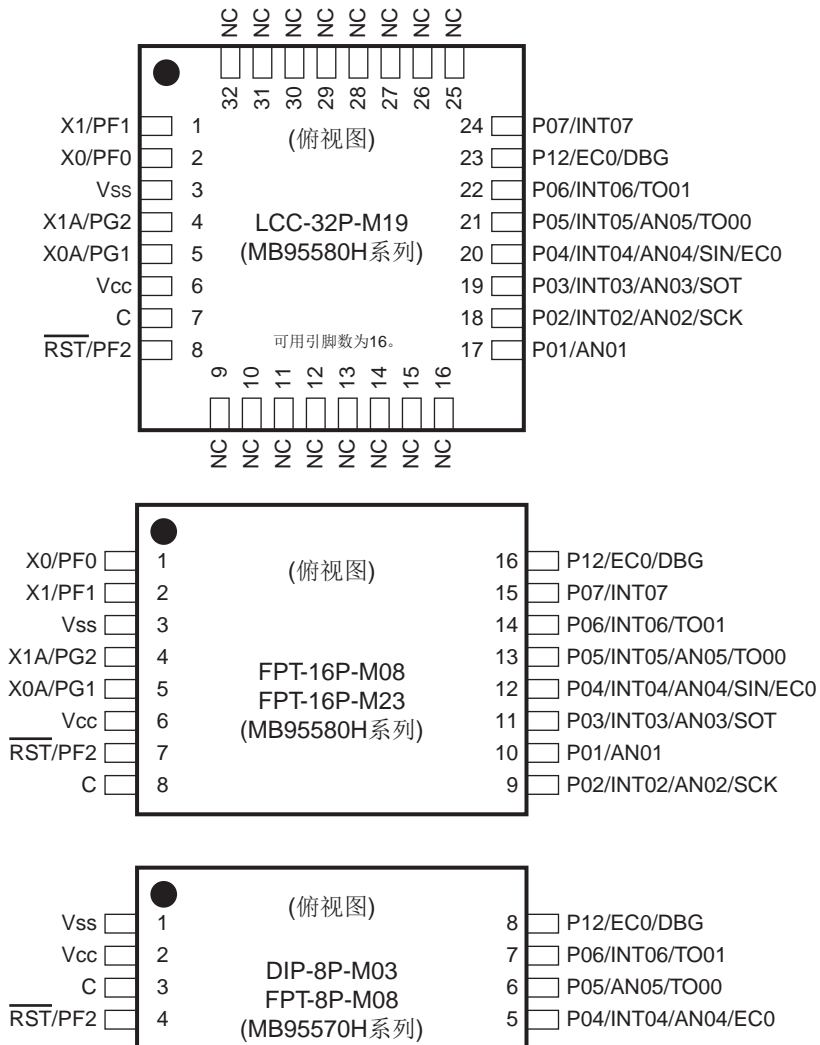 NC NC NC NC NC NC NC NC
32 31 30 29 28 27 26 25
(俯视图)
X1/PF1 1 24 P07/INT07
X0/PF0 2 23 P12/EC0/DBG
Vss 3 22 P06/INT06/TO01
X1A/PG2 4 LCC-32P-M19 21 P05/INT05/AN05/TO00
X0A/PG1 5 (MB95580H系列) 20 P04/INT04/AN04/SIN/EC0
Vcc 6 19 P03/INT03/AN03/SOT
C 7 18 P02/INT02/AN02/SCK
RST/PF2 8 可用引脚数为16。 17 P01/AN01
9 10 11 12 13 14 15 16
NC NC NC NC NC NC NC NC
X0/PF0 1 (俯视图) 16 P12/EC0/DBG
X1/PF1 2 15 P07/INT07
Vss 3 14 P06/INT06/TO01
X1A/PG2 4 FPT-16P-M08 13 P05/INT05/AN05/TO00
X0A/PG1 5 FPT-16P-M23 12 P04/INT04/AN04/SIN/EC0
Vcc 6 (MB95580H系列) 11 P03/INT03/AN03/SOT
RST/PF2 7 10 P01/AN01
C 8 9 P02/INT02/AN02/SCK
(俯视图)
Vss 1 8 P12/EC0/DBG
Vcc 2 7 P06/INT06/TO01
DIP-8P-M03
C 3 6 P05/AN05/TO00
FPT-8P-M08
RST/PF2 4 (MB95570H系列) 5 P04/INT04/AN04/EC0